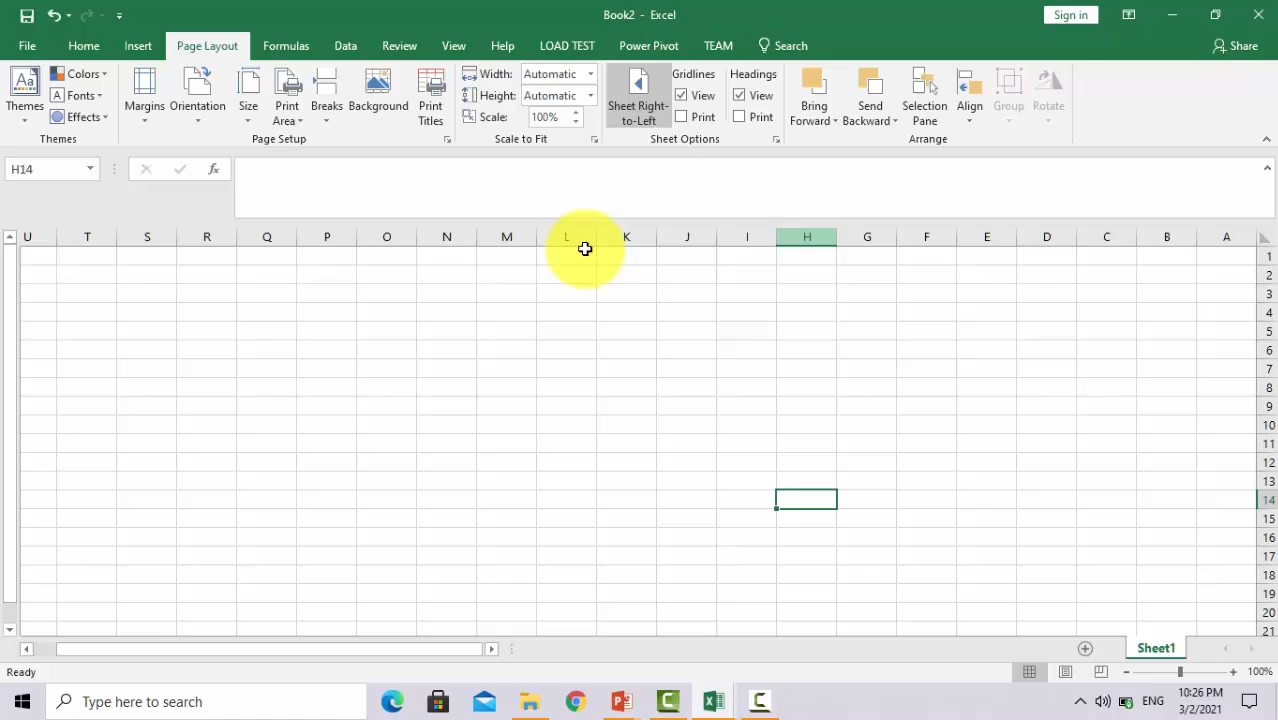 Book2 - Excel
Sign in
File Home Insert Page Layout Formulas Data Review View Help LOAD TEST Power Pivot TEAM Search Share
Themes
Colors
Fonts
Effects
Themes
Margins
Orientation
Size
Print
Area
Breaks
Background
Print
Titles
Page Setup
Width: Automatic
Height: Automatic
Scale: 100%
Scale to Fit
Sheet Right-
to-Left
Gridlines
View
Print
Headings
View
Print
Sheet Options
Bring
Forward
Send
Backward
Selection
Pane
Align
Group
Rotate
Arrange
H14
fx
U T S R Q P O N M L K J I H G F E D C B A
1
2
3
4
5
6
7
8
9
10
11
12
13
14
15
16
17
18
19
20
21
Sheet1
Ready
100%
Type here to search
ENG
10:26 PM
3/2/2021